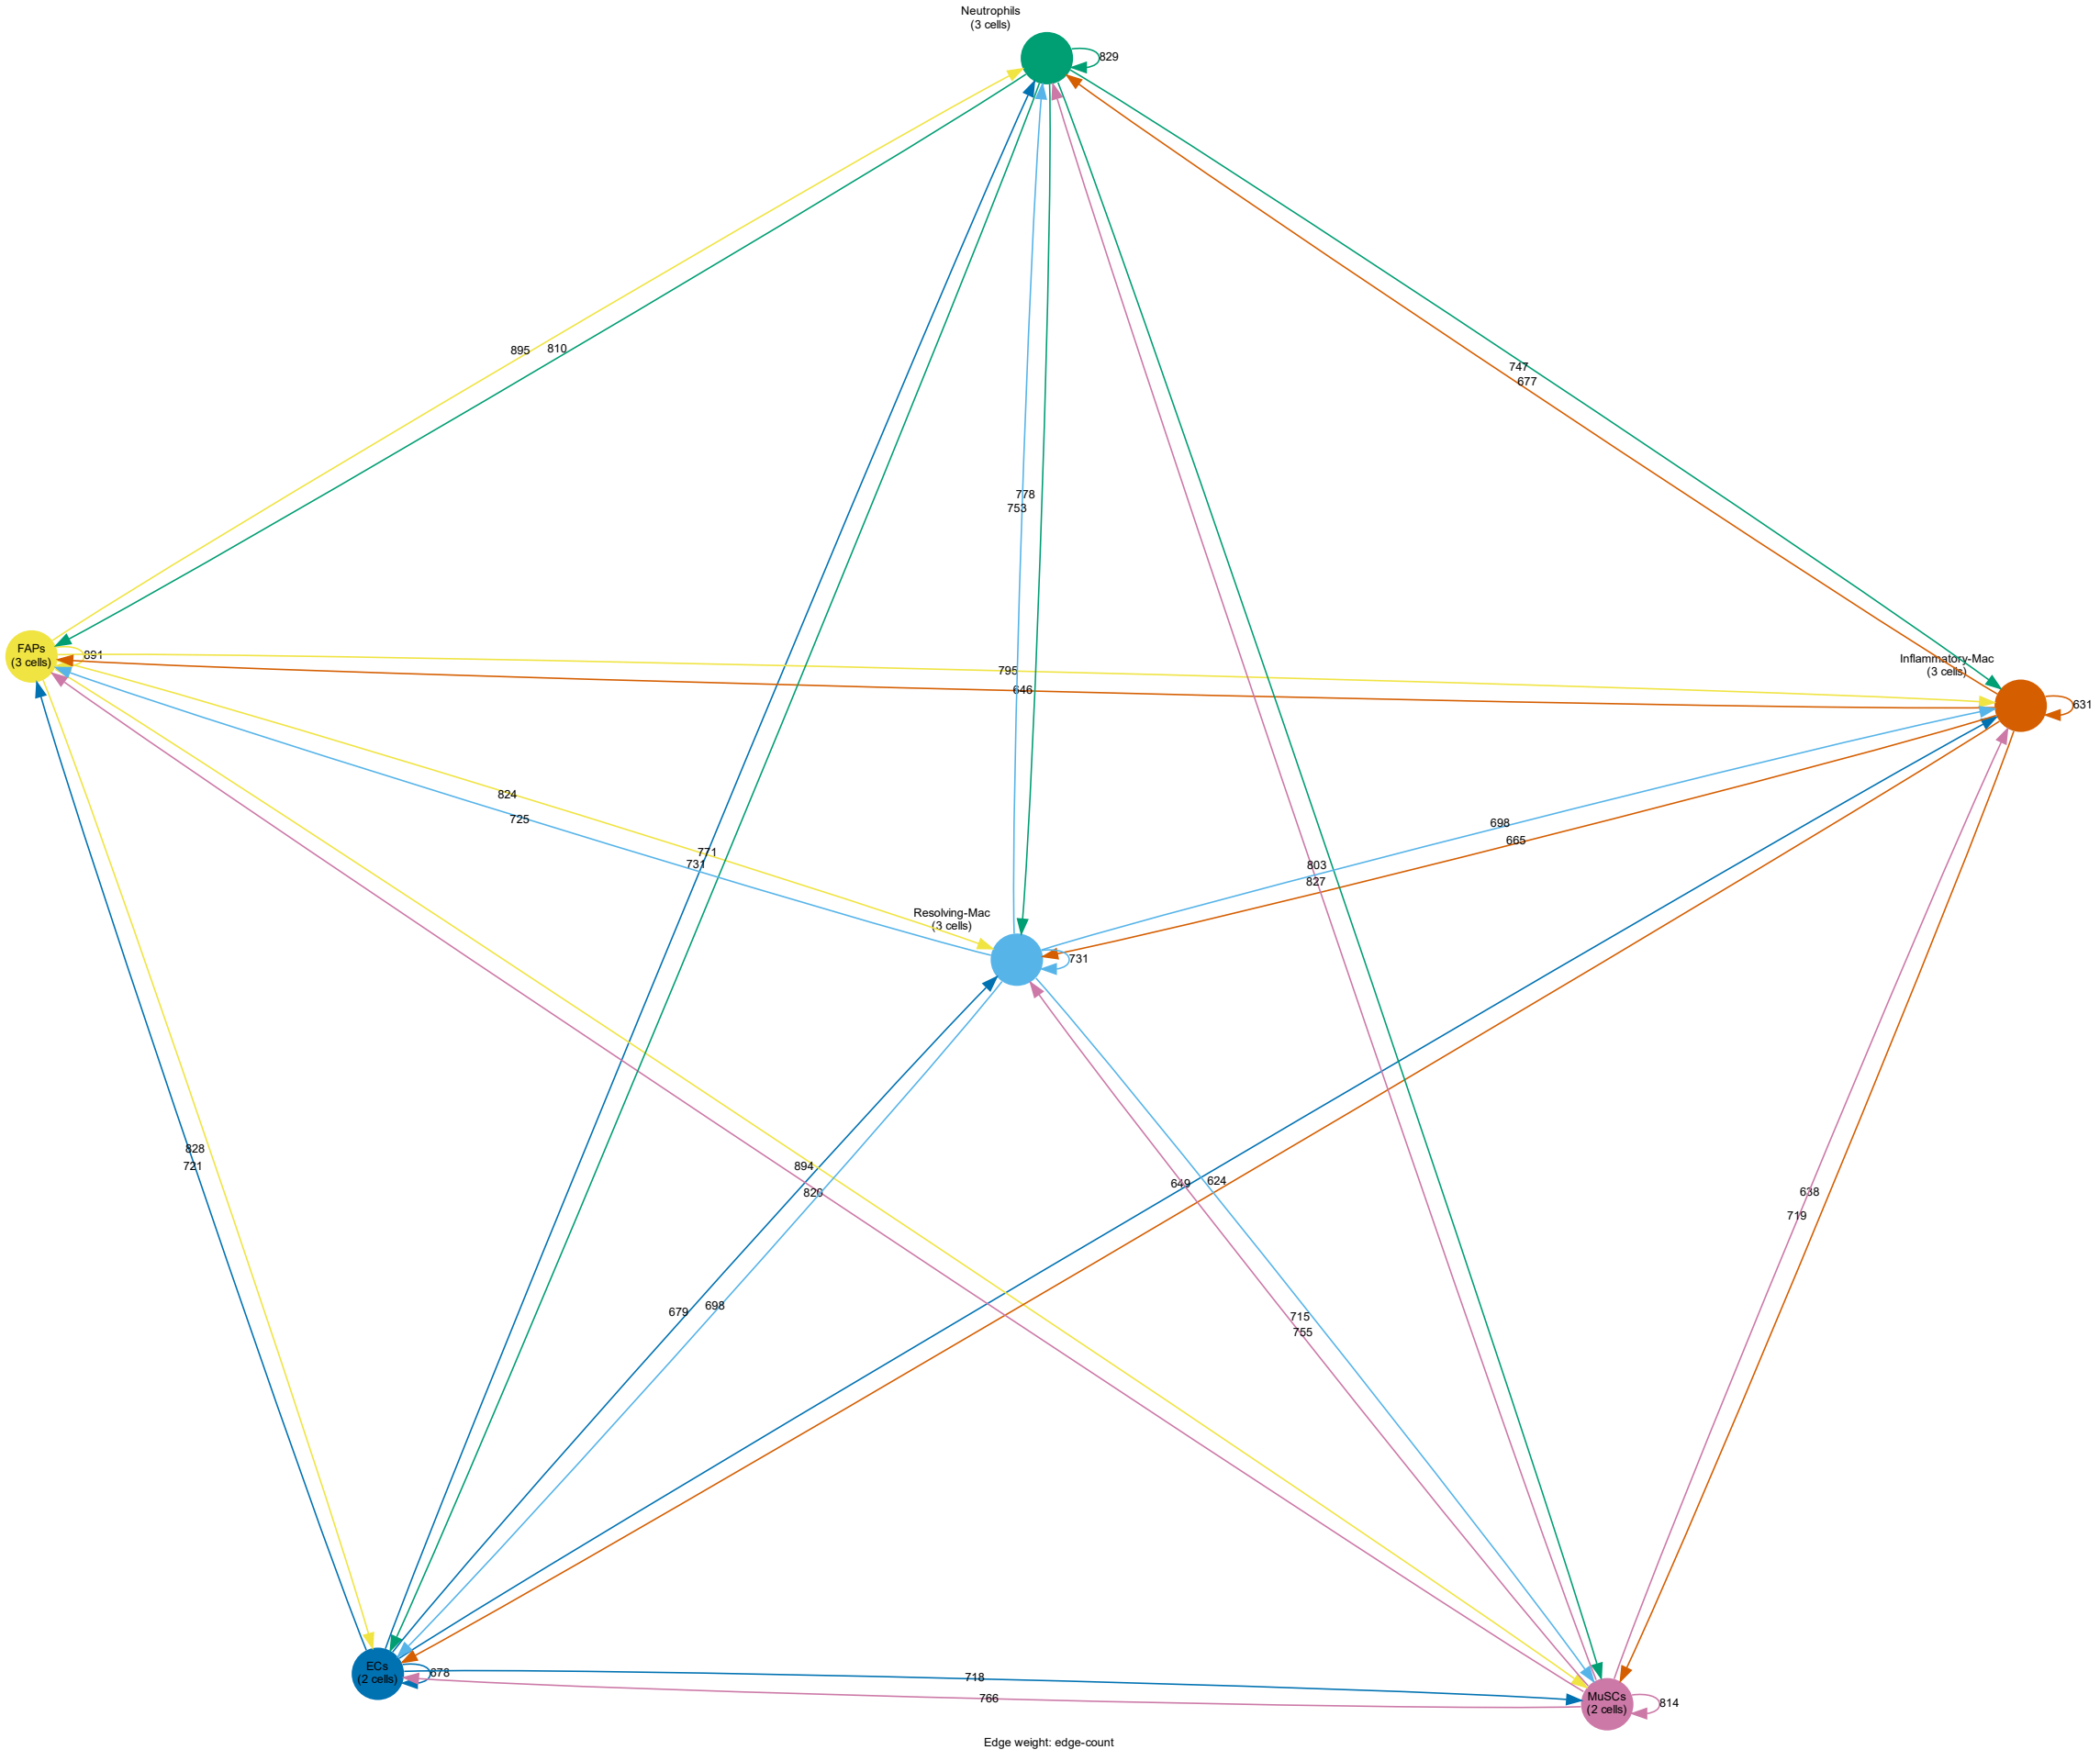 Neutrophils
(3 cells)
829
895
810
747
677
778
753
FAPs
(3 cells)
891
795
646
Inflammatory-Mac
(3 cells)
631
824
725
771
731
698
665
803
827
Resolving-Mac
(3 cells)
731
828
721
894
820
649
624
638
719
679
698
715
755
ECs
(2 cells)
678
718
766
MuSCs
(2 cells)
814
Edge weight: edge-count